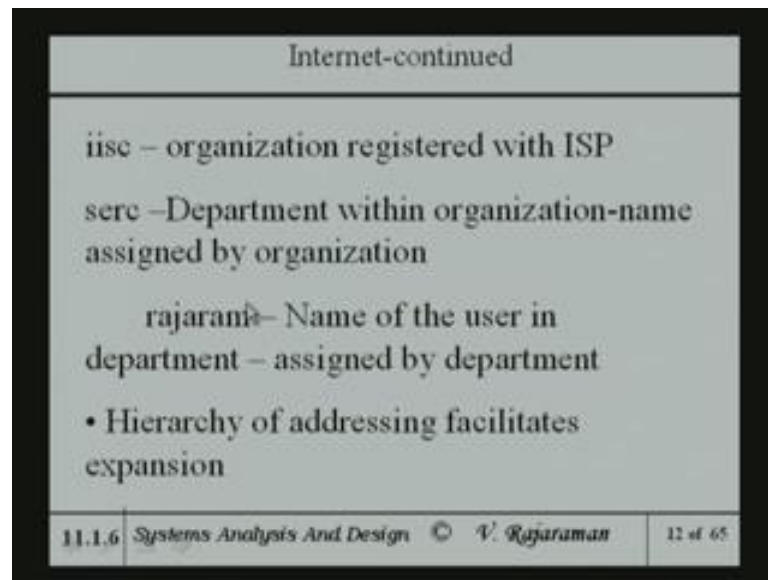 Internet-continued
iisc – organization registered with ISP
serc –Department within organization-name
assigned by organization
rajaram – Name of the user in
department – assigned by department
• Hierarchy of addressing facilitates
expansion
11.1.6 Systems Analysis And Design © V. Rajaraman 12 of 65